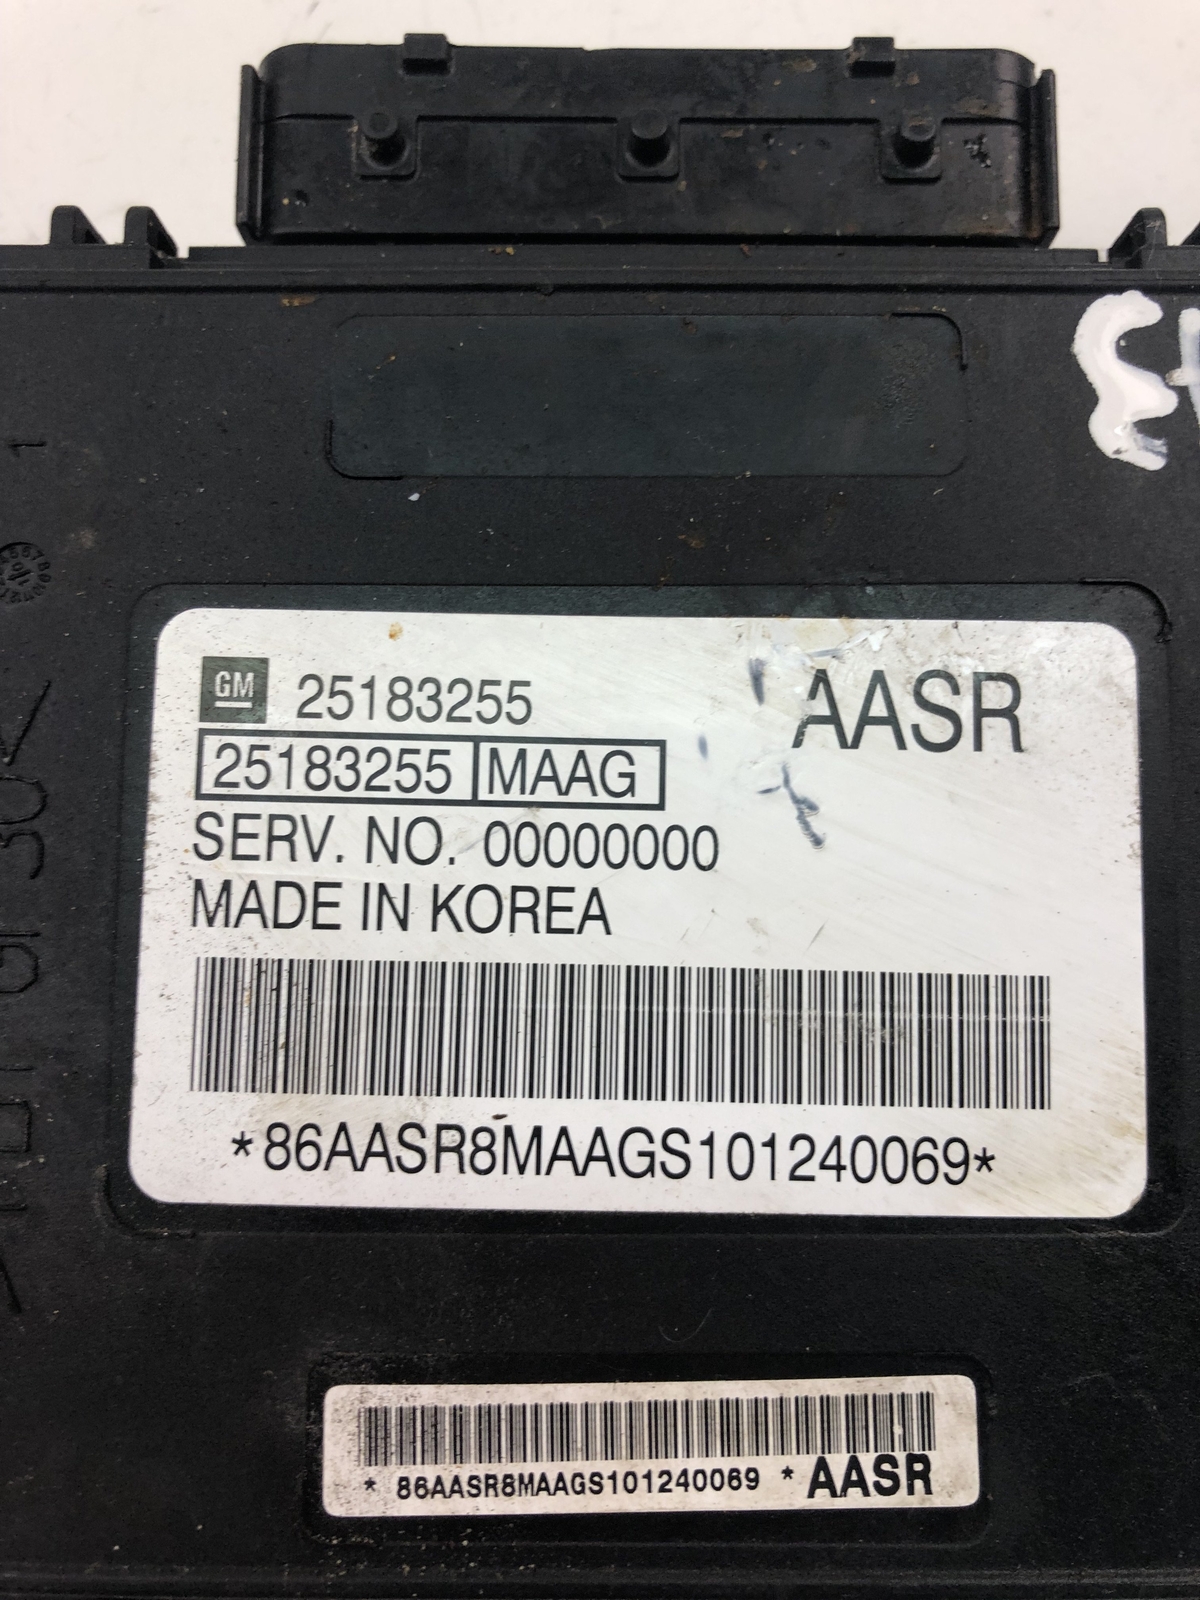 GM 25183255 AASR
25183255 MAAG
SERV. NO. 00000000
MADE IN KOREA
*86AASR8MAAGS101240069*
* 86AASR8MAAGS101240069 * AASR